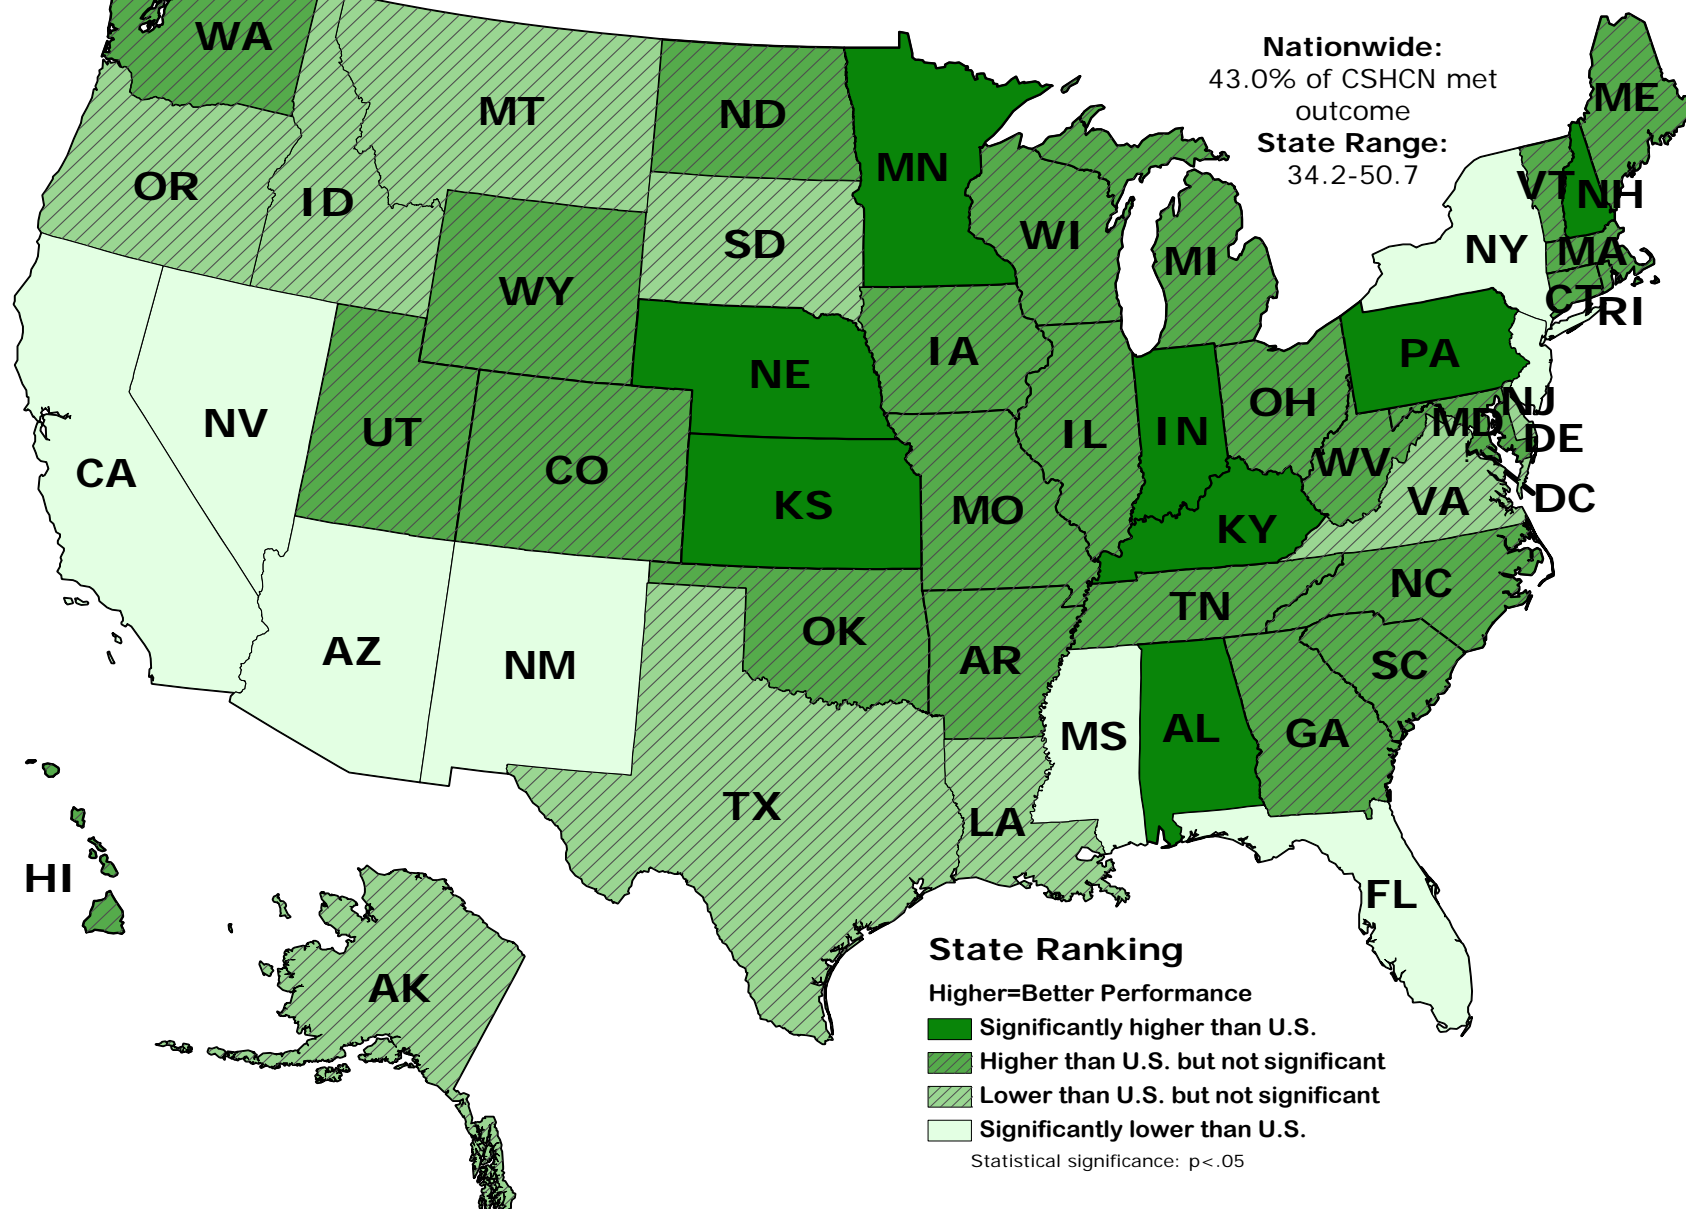 Nationwide:
43.0% of CSHCN met
outcome
State Range:
34.2-50.7
WA
MT
ND
MN
ME
OR
ID
SD
WI
MI
VT
NH
NY
MA
WY
CT
RI
IA
NE
PA
NV
UT
CO
IL
IN
OH
NJ
MD
DE
CA
KS
MO
WV
VA
DC
KY
NC
TN
AZ
NM
OK
AR
SC
MS
AL
GA
TX
LA
HI
FL
AK
State Ranking
Higher=Better Performance
Significantly higher than U.S.
Higher than U.S. but not significant
Lower than U.S. but not significant
Significantly lower than U.S.
Statistical significance: p<.05